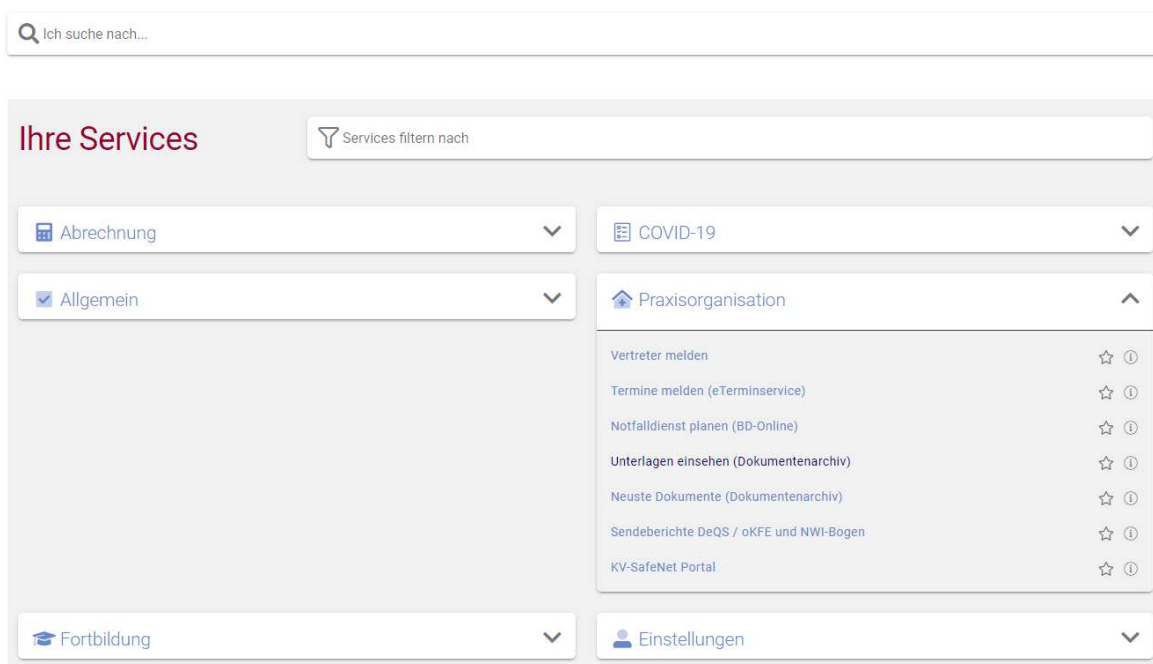 Ich suche nach...
Ihre Services
Services filtern nach
Abrechnung
COVID-19
Allgemein
Praxisorganisation
Vertreter melden
Termine melden (eTerminservice)
Notfalldienst planen (BD-Online)
Unterlagen einsehen (Dokumentenarchiv)
Neuste Dokumente (Dokumentenarchiv)
Sendeberichte DeQS / oKFE und NWI-Bogen
KV-SafeNet Portal
Fortbildung
Einstellungen